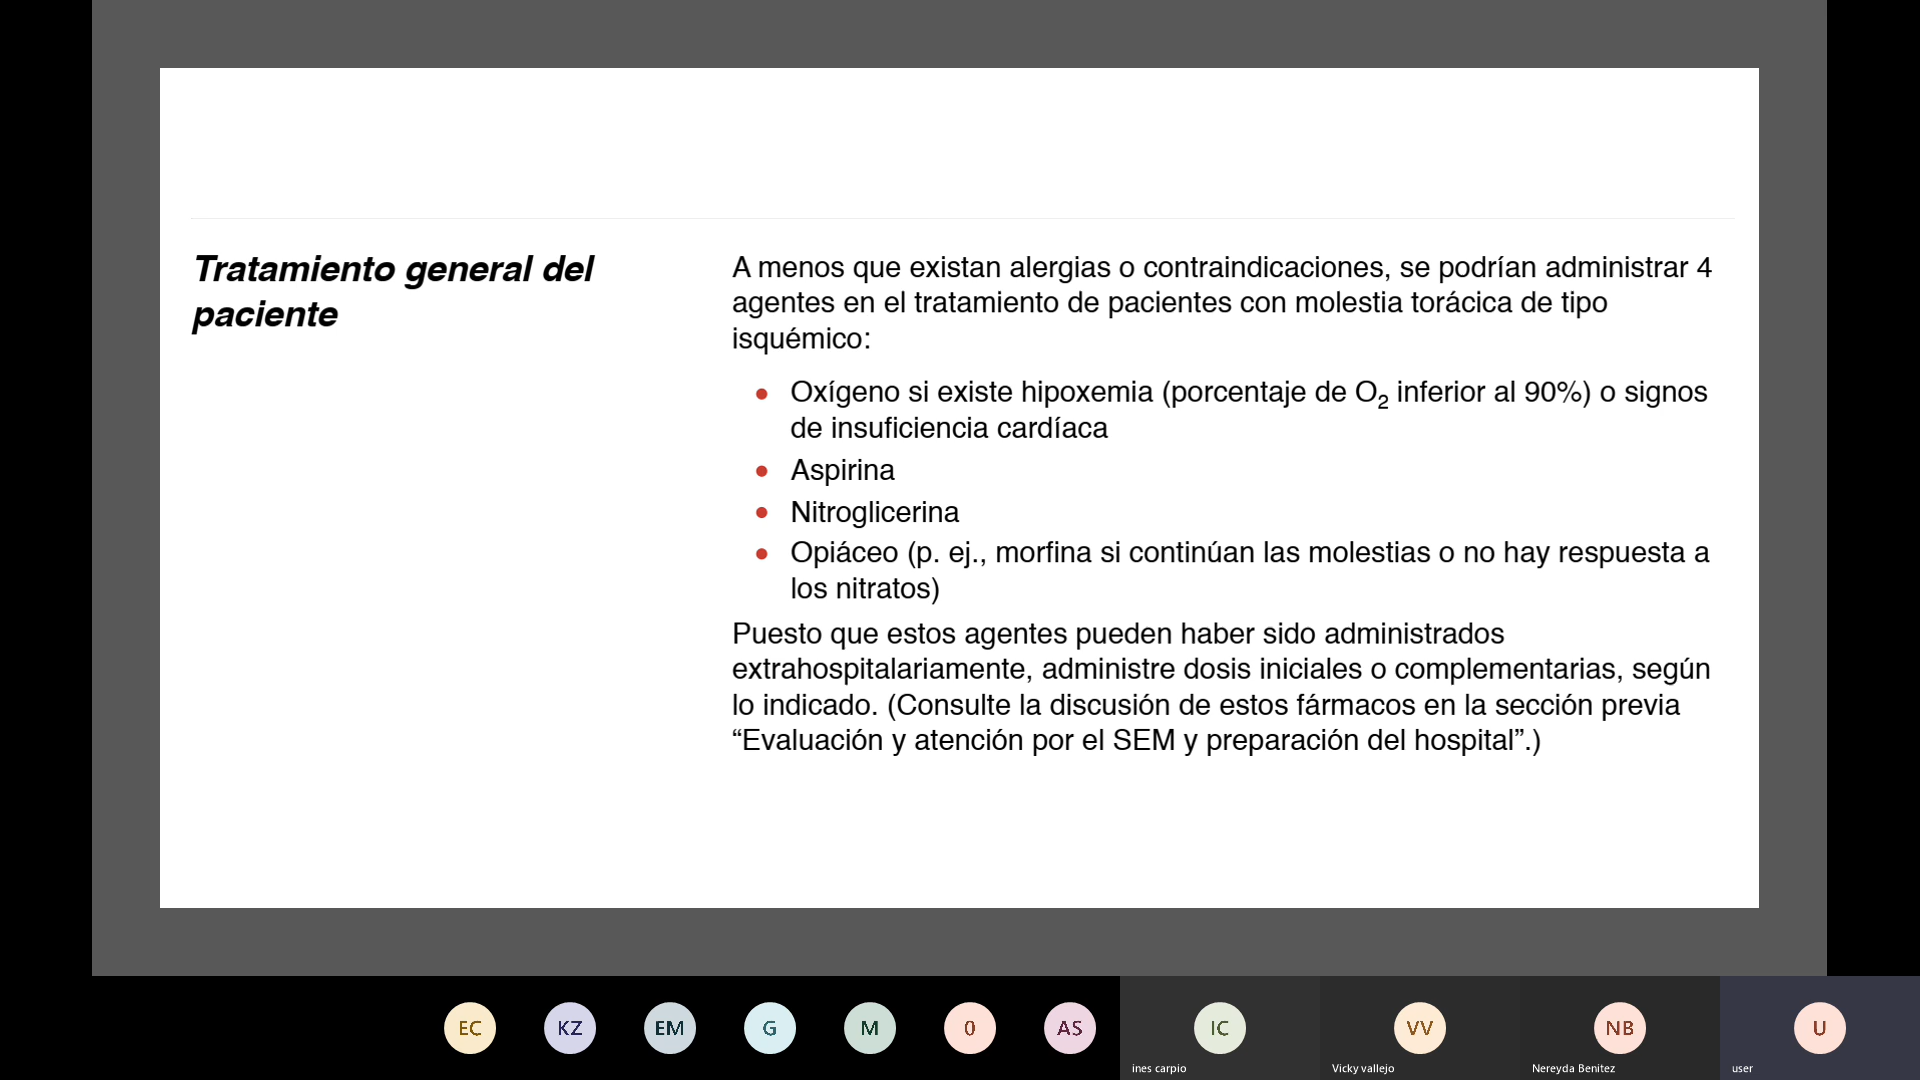 Tratamiento general del
paciente
A menos que existan alergias o contraindicaciones, se podrían administrar 4
agentes en el tratamiento de pacientes con molestia torácica de tipo
isquémico:
• Oxígeno si existe hipoxemia (porcentaje de O₂ inferior al 90%) o signos
de insuficiencia cardíaca
• Aspirina
• Nitroglicerina
• Opiáceo (p. ej., morfina si continúan las molestias o no hay respuesta a
los nitratos)
Puesto que estos agentes pueden haber sido administrados
extrahospitalariamente, administre dosis iniciales o complementarias, según
lo indicado. (Consulte la discusión de estos fármacos en la sección previa
“Evaluación y atención por el SEM y preparación del hospital”.)
EC KZ EM G M 0 AS IC VV NB U
ines carpio Vicky vallejo Nereyda Benitez user